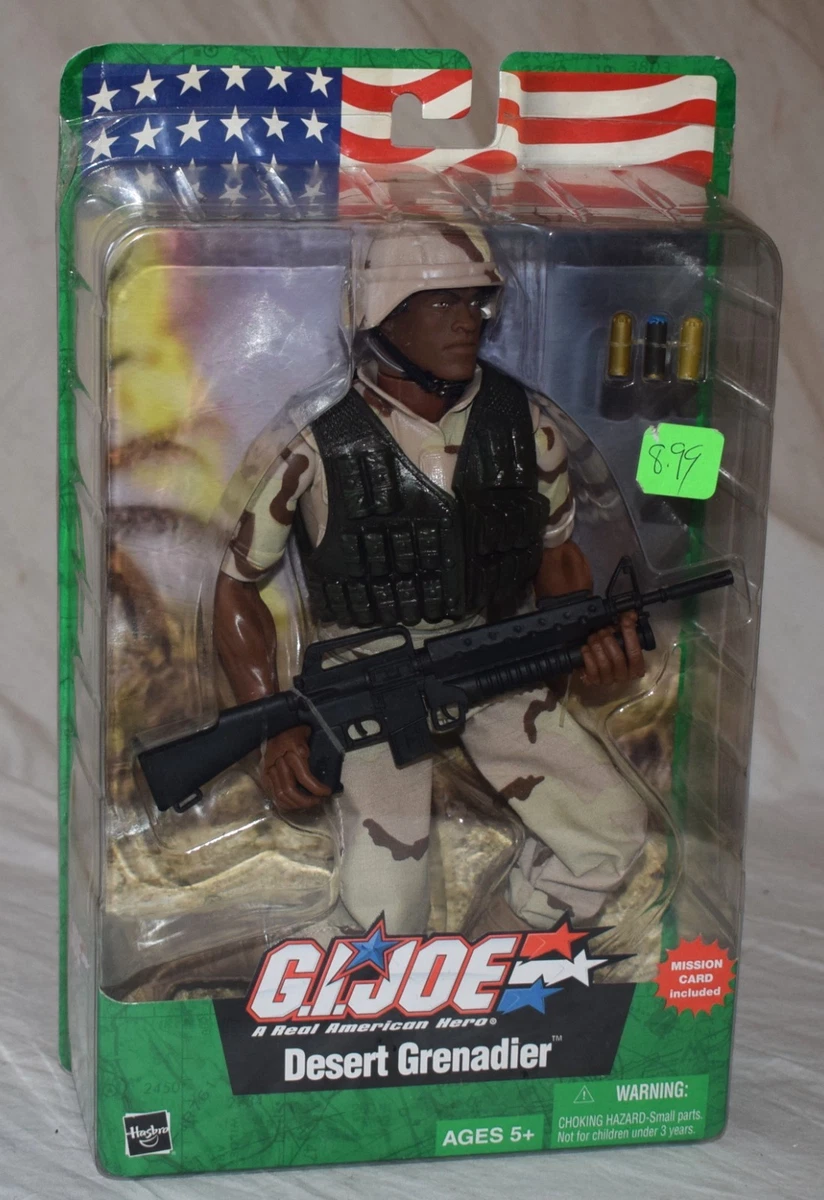 8.99
MISSION
CARD
included
G.I.JOE
A Real American Hero®
Desert Grenadier™
Hasbro
AGES 5+
⚠ WARNING:
CHOKING HAZARD-Small parts.
Not for children under 3 years.